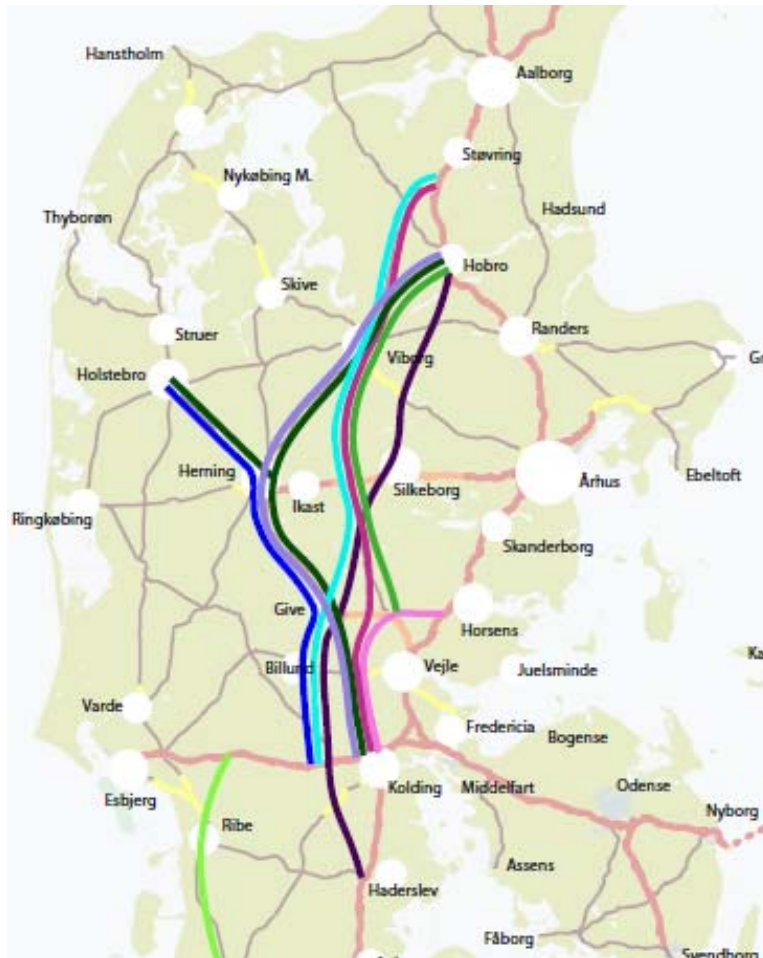 Hanstholm
Aalborg
Støvring
Nykøbing M.
Hadsund
Thyborøn
Hobro
Skive
Struer
Randers
Viborg
Holstebro
Herning
Ikast
Silkeborg
Århus
Ebeltoft
Ringkøbing
Skanderborg
Give
Horsens
Billund
Vejle
Juelsminde
Varde
Fredericia
Bogense
Esbjerg
Kolding
Middelfart
Odense
Nyborg
Ribe
Assens
Haderslev
Fåborg
Svendborg